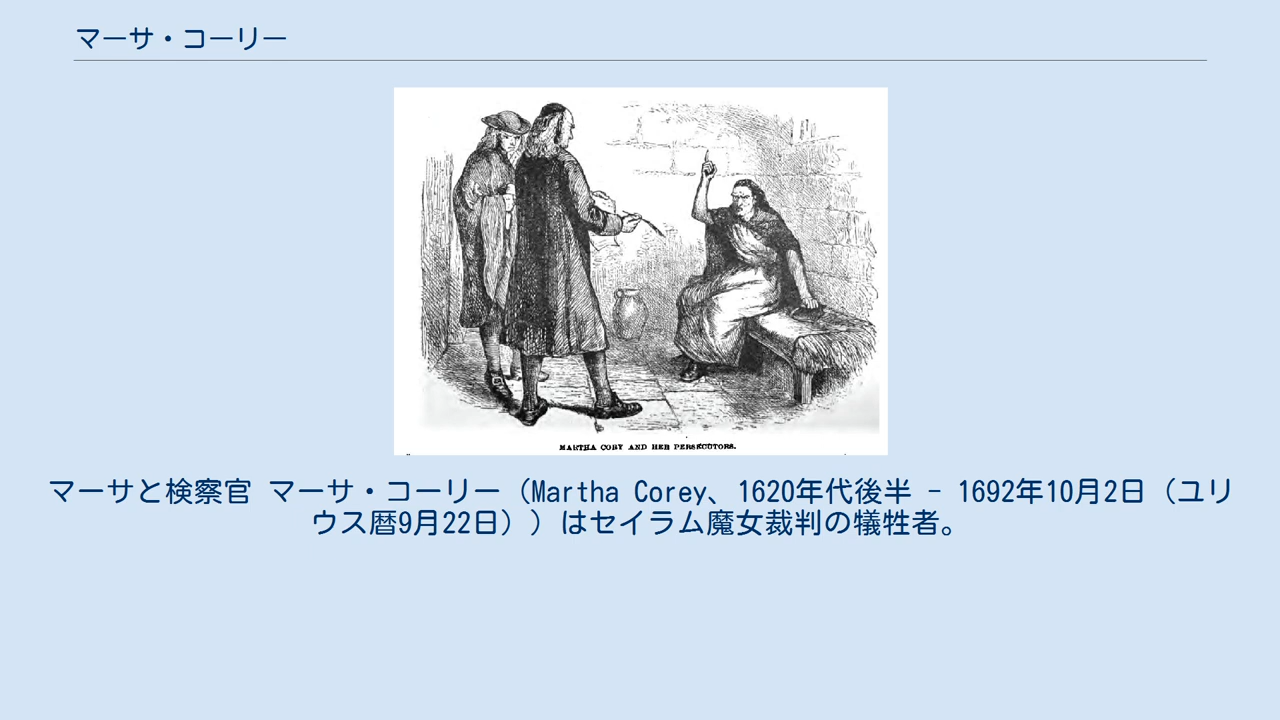 マーサ・コーリー
MARTHA CORY AND HER PERSECUTORS.
マーサと検察官 マーサ・コーリー（Martha Corey、1620年代後半 - 1692年10月2日（ユリ
ウス暦9月22日））はセイラム魔女裁判の犠牲者。